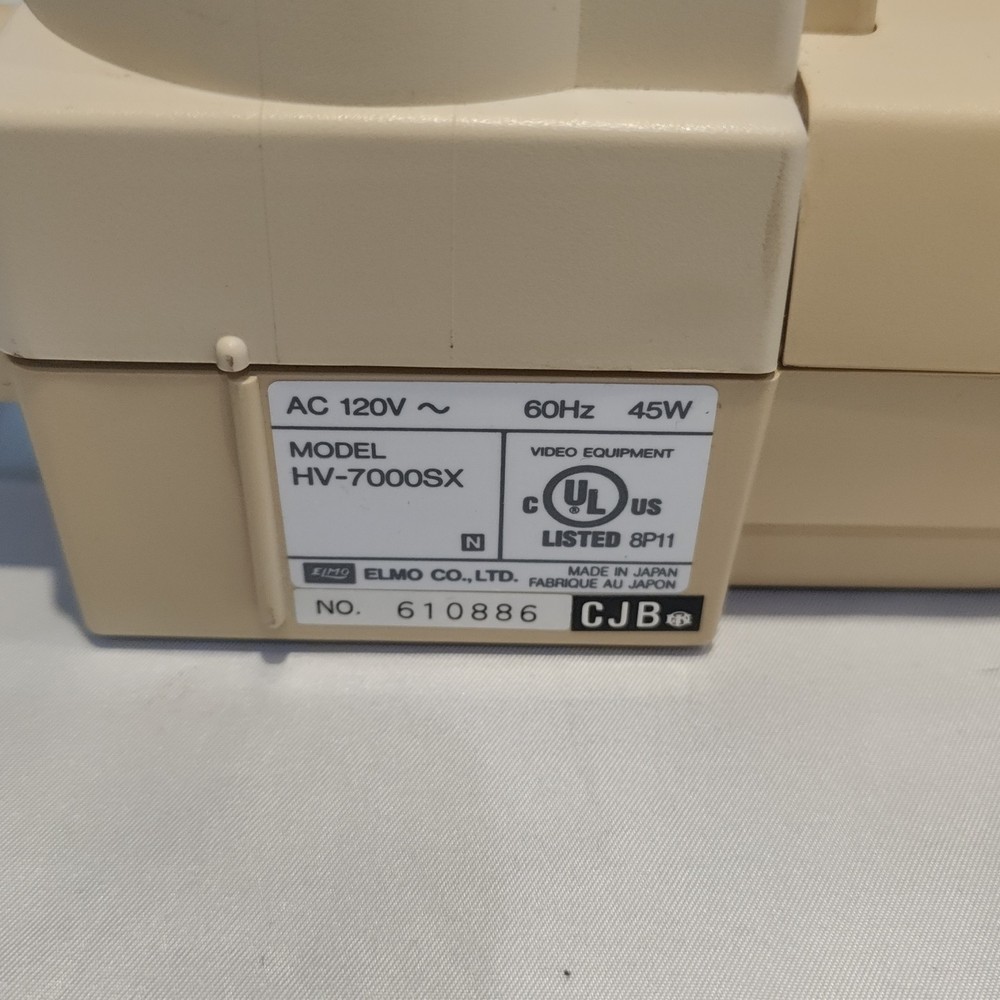 AC 120V ~ 60Hz 45W
MODEL
HV-7000SX
N
VIDEO EQUIPMENT
C UL® US
LISTED 8P11
ELMO ELMO CO.,LTD.
MADE IN JAPAN
FABRIQUE AU JAPON
NO. 610886 CJB